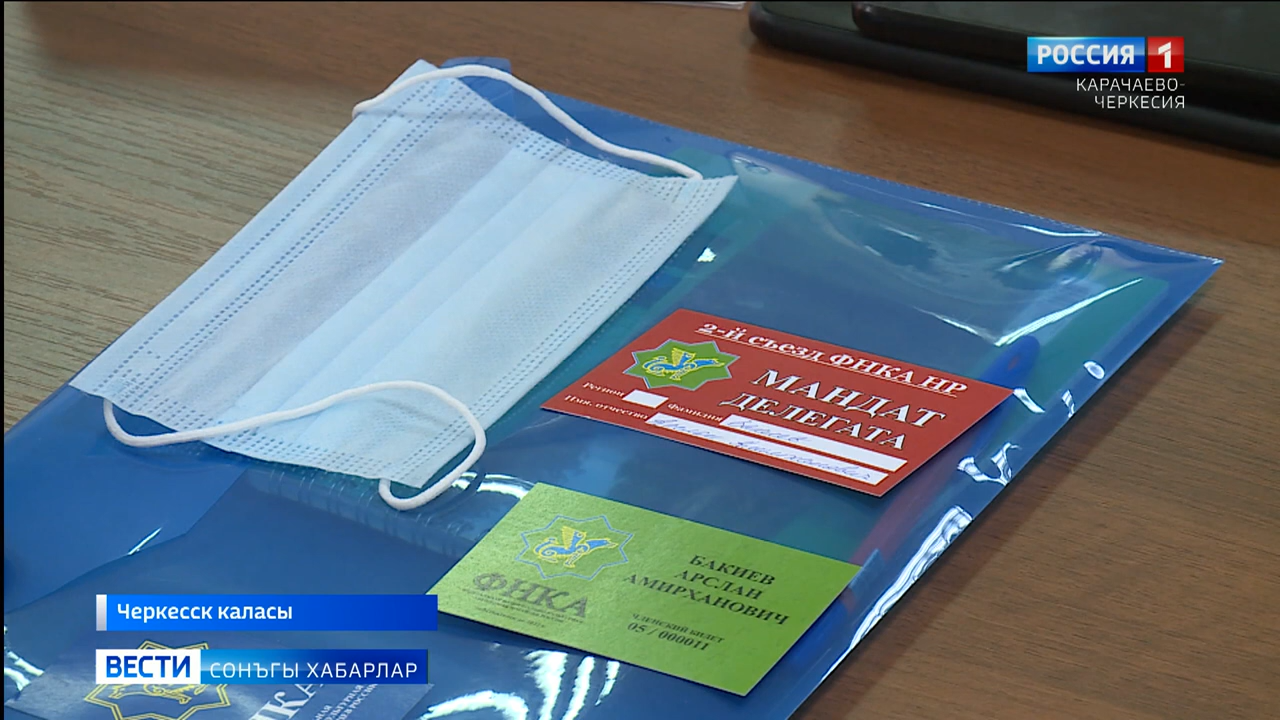 РОССИЯ 1
КАРАЧАЕВО-
ЧЕРКЕСИЯ
2-й съезд ФНКА НР
МАНДАТ
ДЕЛЕГАТА
Регион
Фамилия
Имя, отчество
БАКИЕВ
АРСЛАН
АМИРХАНОВИЧ
ФНКА
ЧЛЕНСКИЙ БИЛЕТ
05 / 000011
Черкесск каласы
ВЕСТИ СОНЪГЫ ХАБАРЛАР